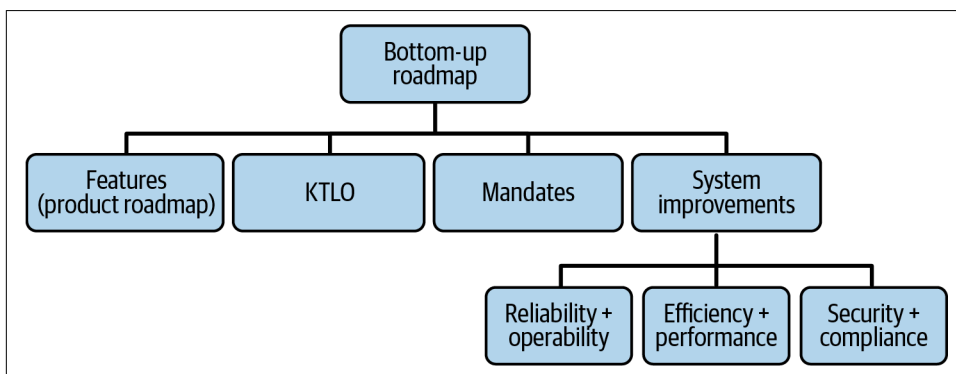 Bottom-up
roadmap
Features
(product roadmap)
KTLO
Mandates
System
improvements
Reliability +
operability
Efficiency +
performance
Security +
compliance